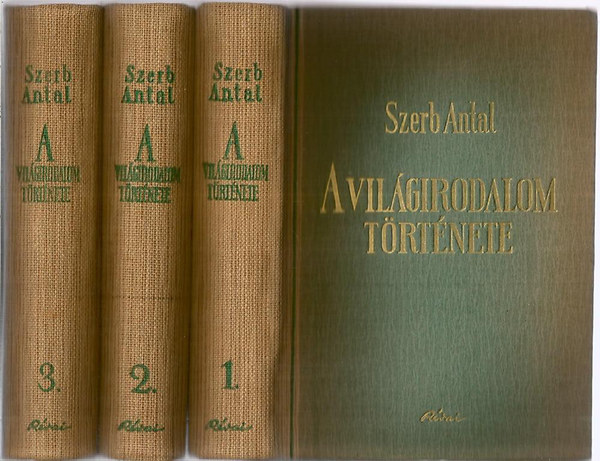 Szerb
Antal
A
VILÁGIRODALOM
TÖRTÉNETE
3.
Révai
Szerb
Antal
A
VILÁGIRODALOM
TÖRTÉNETE
2.
Révai
Szerb
Antal
A
VILÁGIRODALOM
TÖRTÉNETE
1.
Révai
Szerb Antal
A VILÁGIRODALOM
TÖRTÉNETE
Révai